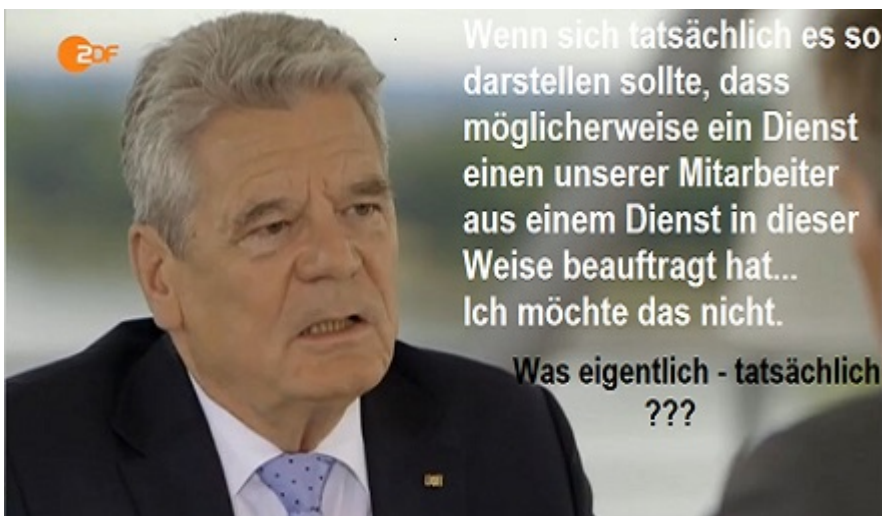 ZDF
Wenn sich tatsächlich es so
darstellen sollte, dass
möglicherweise ein Dienst
einen unserer Mitarbeiter
aus einem Dienst in dieser
Weise beauftragt hat...
Ich möchte das nicht.
Was eigentlich - tatsächlich
???